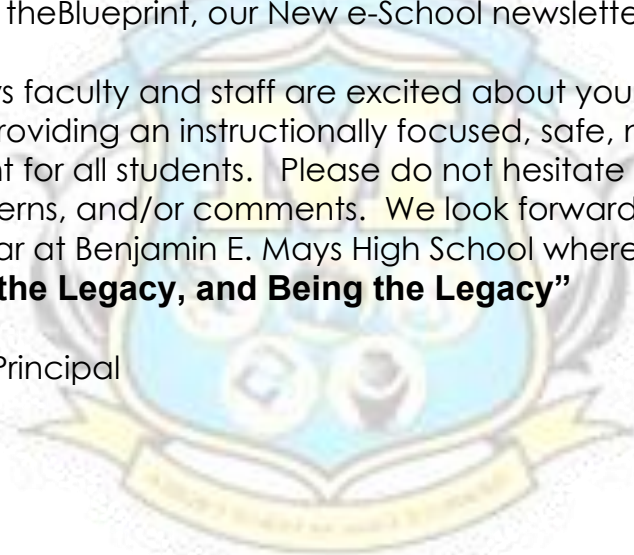 theBlueprint, our New e-School newslette
s faculty and staff are excited about you
roviding an instructionally focused, safe, n
t for all students. Please do not hesitate
erns, and/or comments. We look forward
ar at Benjamin E. Mays High School where
the Legacy, and Being the Legacy”
Principal
M